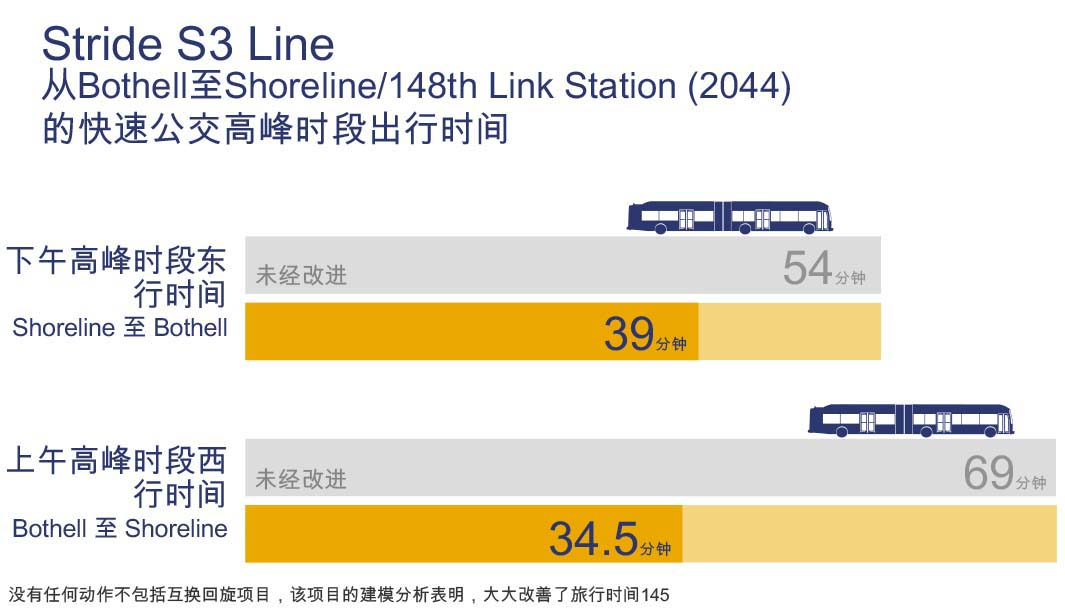 Stride S3 Line
从Bothell至Shoreline/148th Link Station (2044)
的快速公交高峰时段出行时间
下午高峰时段东
行时间
Shoreline 至 Bothell
未经改进
54分钟
39分钟
上午高峰时段西
行时间
Bothell 至 Shoreline
未经改进
69分钟
34.5分钟
没有任何动作不包括互换回旋项目，该项目的建模分析表明，大大改善了旅行时间145